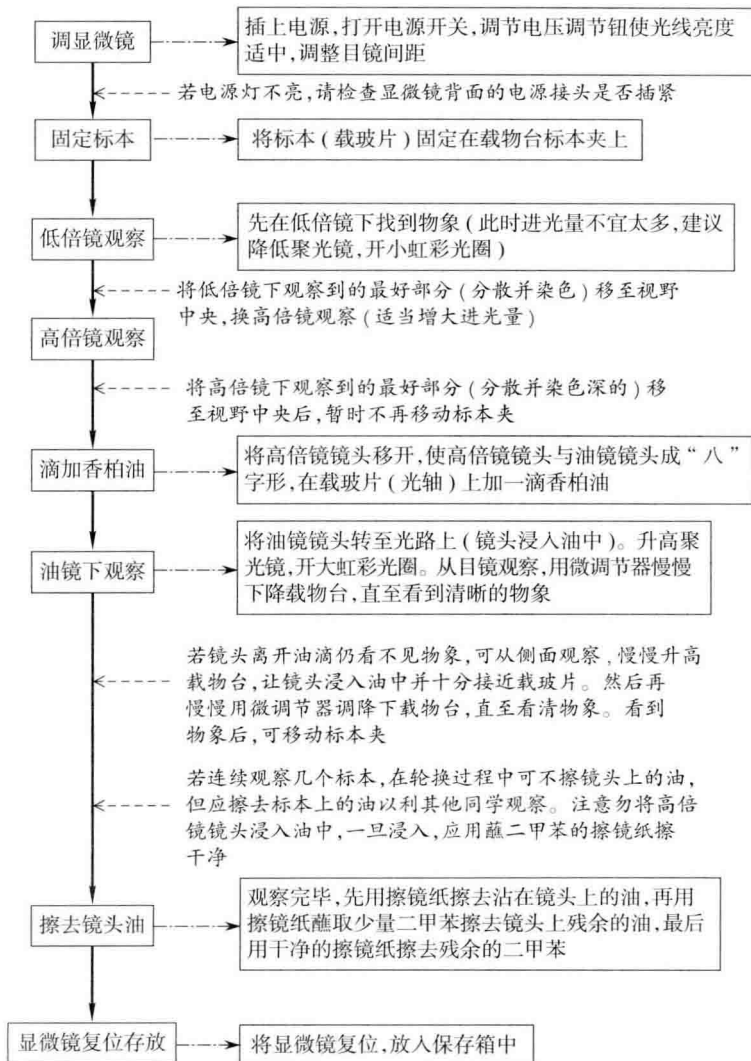 调显微镜
插上电源,打开电源开关,调节电压调节钮使光线亮度
适中,调整目镜间距
若电源灯不亮,请检查显微镜背面的电源接头是否插紧
固定标本
将标本(载玻片)固定在载物台标本夹上
低倍镜观察
先在低倍镜下找到物象(此时进光量不宜太多,建议
降低聚光镜,开小虹彩光圈)
将低倍镜下观察到的最好部分(分散并染色)移至视野
中央,换高倍镜观察(适当增大进光量)
高倍镜观察
将高倍镜下观察到的最好部分(分散并染色深的)移
至视野中央后,暂时不再移动标本夹
滴加香柏油
将高倍镜镜头移开,使高倍镜镜头与油镜镜头成“八”
字形,在载玻片(光轴)上加一滴香柏油
油镜下观察
将油镜镜头转至光路上(镜头浸入油中)。升高聚
光镜,开大虹彩光圈。从目镜观察,用微调节器慢慢
下降载物台,直至看到清晰的物象
若镜头离开油滴仍看不见物象,可从侧面观察,慢慢升高
载物台,让镜头浸入油中并十分接近载玻片。然后再
慢慢用微调节器调降下载物台,直至看清物象。看到
物象后,可移动标本夹
若连续观察几个标本,在轮换过程中可不擦镜头上的油,
但应擦去标本上的油以利其他同学观察。注意勿将高倍
镜镜头浸入油中,一旦浸入,应用蘸二甲苯的擦镜纸擦
干净
擦去镜头油
观察完毕,先用擦镜纸擦去沾在镜头上的油,再用
擦镜纸蘸取少量二甲苯擦去镜头上残余的油,最后
用干净的擦镜纸擦去残余的二甲苯
显微镜复位存放
将显微镜复位,放入保存箱中